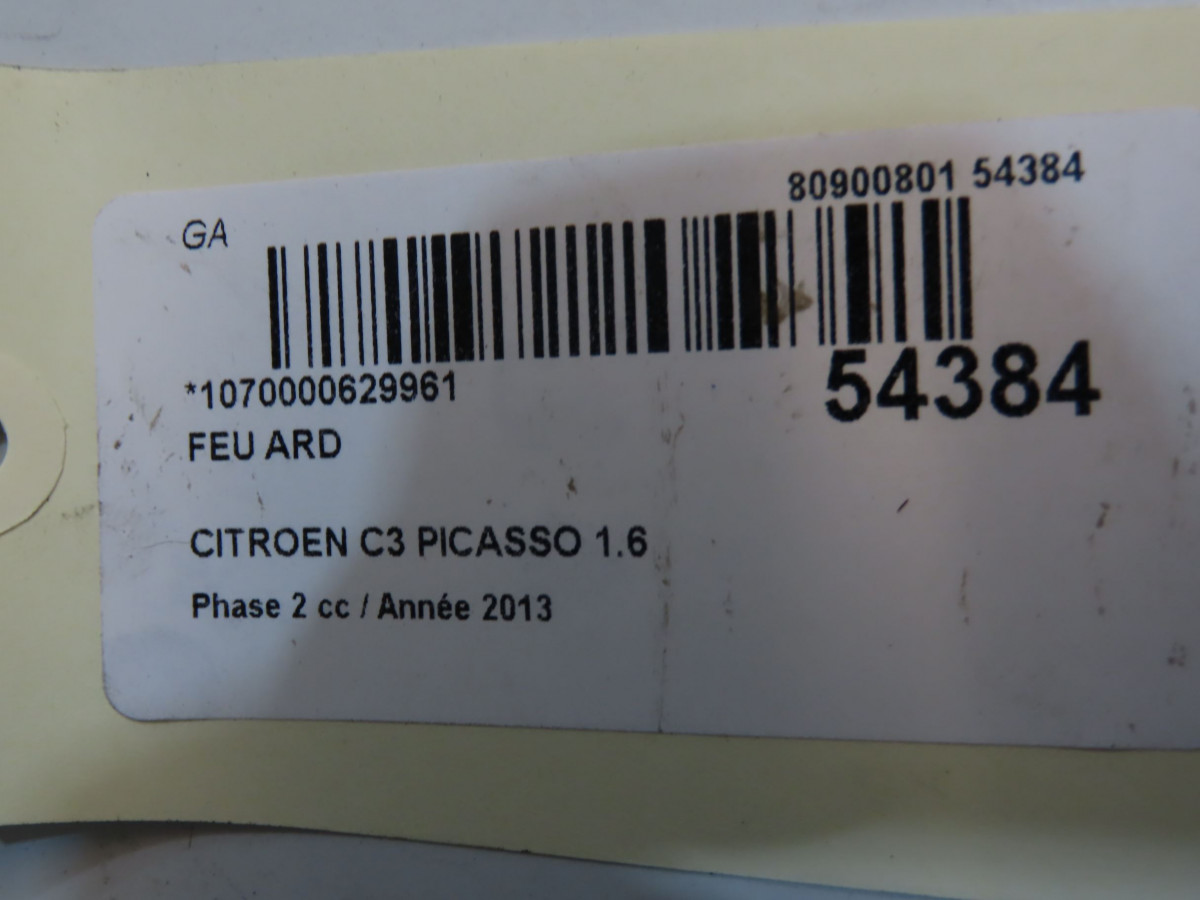 80900801 54384
GA
*1070000629961
54384
FEU ARD
CITROEN C3 PICASSO 1.6
Phase 2 cc / Année 2013